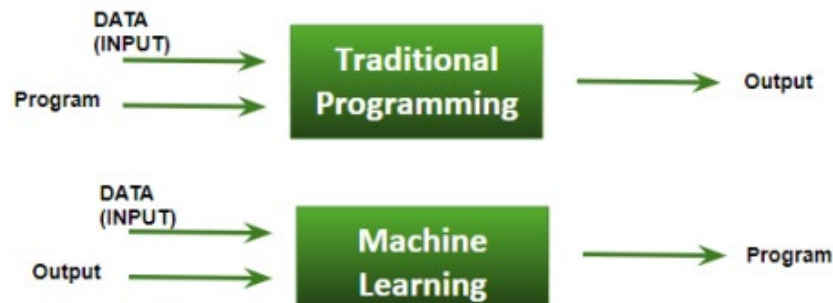 DATA
(INPUT)
Program
Traditional
Programming
Output
DATA
(INPUT)
Output
Machine
Learning
Program